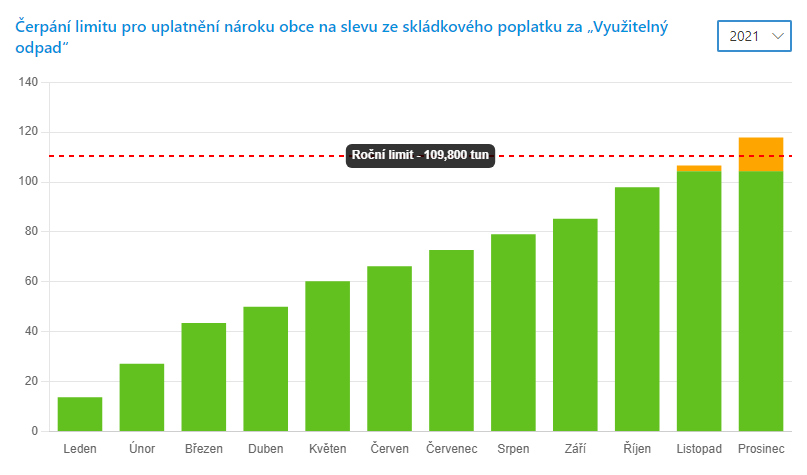 Čerpání limitu pro uplatnění nároku obce na slevu ze skládkového poplatku za „Využitelný
odpad“
2021
140
120
Roční limit - 109,800 tun
100
80
60
40
20
0
Leden Únor Březen Duben Květen Červen Červenec Srpen Září Říjen Listopad Prosinec